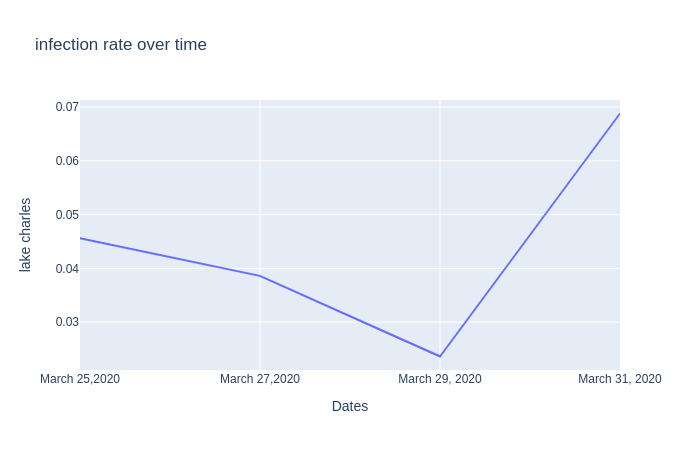 infection rate over time
0.07
0.06
0.05
0.04
0.03
lake charles
March 25,2020
March 27,2020
March 29, 2020
March 31, 2020
Dates